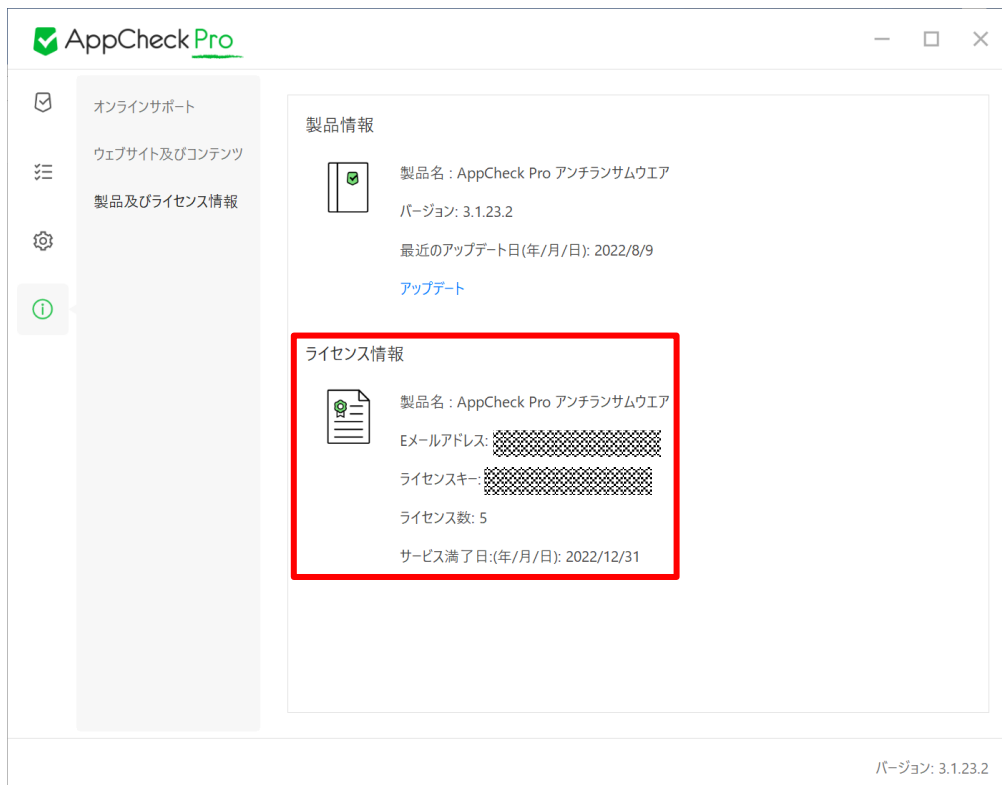 AppCheck Pro
オンラインサポート
ウェブサイト及びコンテンツ
製品及びライセンス情報
製品情報
製品名 : AppCheck Pro アンチランサムウエア
バージョン: 3.1.23.2
最近のアップデート日(年/月/日): 2022/8/9
アップデート
ライセンス情報
製品名 : AppCheck Pro アンチランサムウエア
Eメールアドレス:
ライセンスキー:
ライセンス数: 5
サービス満了日:(年/月/日): 2022/12/31
バージョン: 3.1.23.2